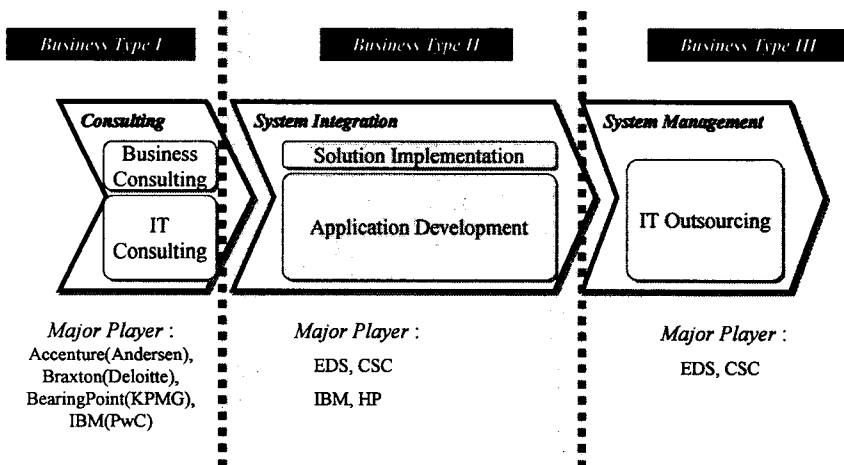 Business Type I
Business Type II
Business Type III
Consulting
Business
Consulting
IT
Consulting
System Integration
Solution Implementation
Application Development
System Management
IT Outsourcing
Major Player :
Accenture(Andersen),
Braxton(Deloitte),
BearingPoint(KPMG),
IBM(PwC)
Major Player :
EDS, CSC
IBM, HP
Major Player :
EDS, CSC